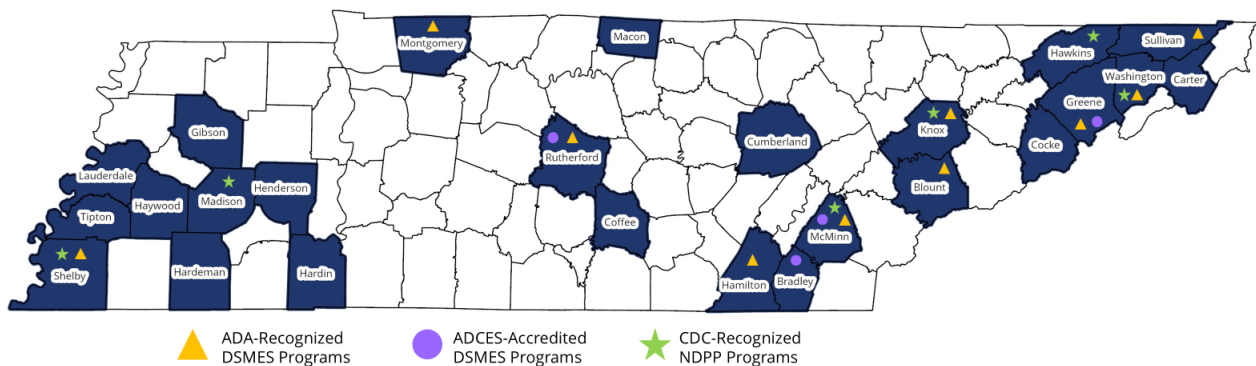 Montgomery
Macon
Sullivan
Hawkins
Washington
Carter
Greene
Knox
Gibson
Rutherford
Cumberland
Cocke
Lauderdale
Henderson
Madison
Haywood
Blount
Tipton
Coffee
McMinn
Shelby
Hardeman
Hardin
Hamilton
Bradley
ADA-Recognized
DSMES Programs
ADCES-Accredited
DSMES Programs
CDC-Recognized
NDPP Programs